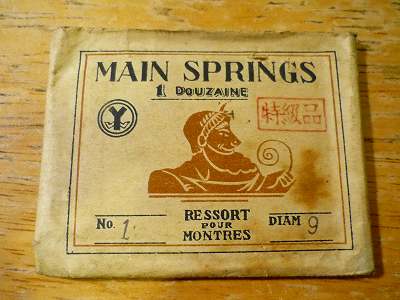 MAIN SPRINGS
1 DOUZAINE
Y
特級品
No. 1.
RESSORT
POUR
MONTRES
DIAM 9